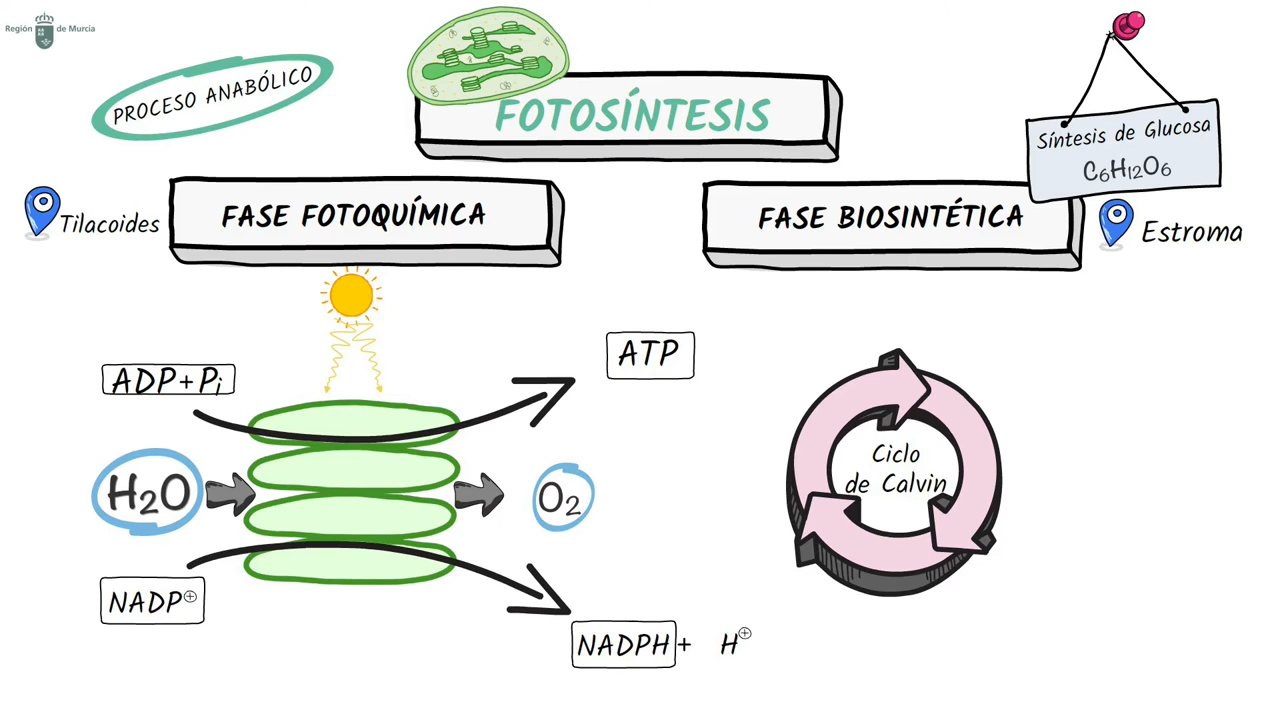 Región de Murcia
PROCESO ANABÓLICO
FOTOSÍNTESIS
Síntesis de Glucosa
C₆H₁₂O₆
Tilacoides
FASE FOTOQUÍMICA
FASE BIOSINTÉTICA
Estroma
ADP+Pᵢ
ATP
H₂O
O₂
NADP⊕
NADPH + H⊕
Ciclo
de Calvin